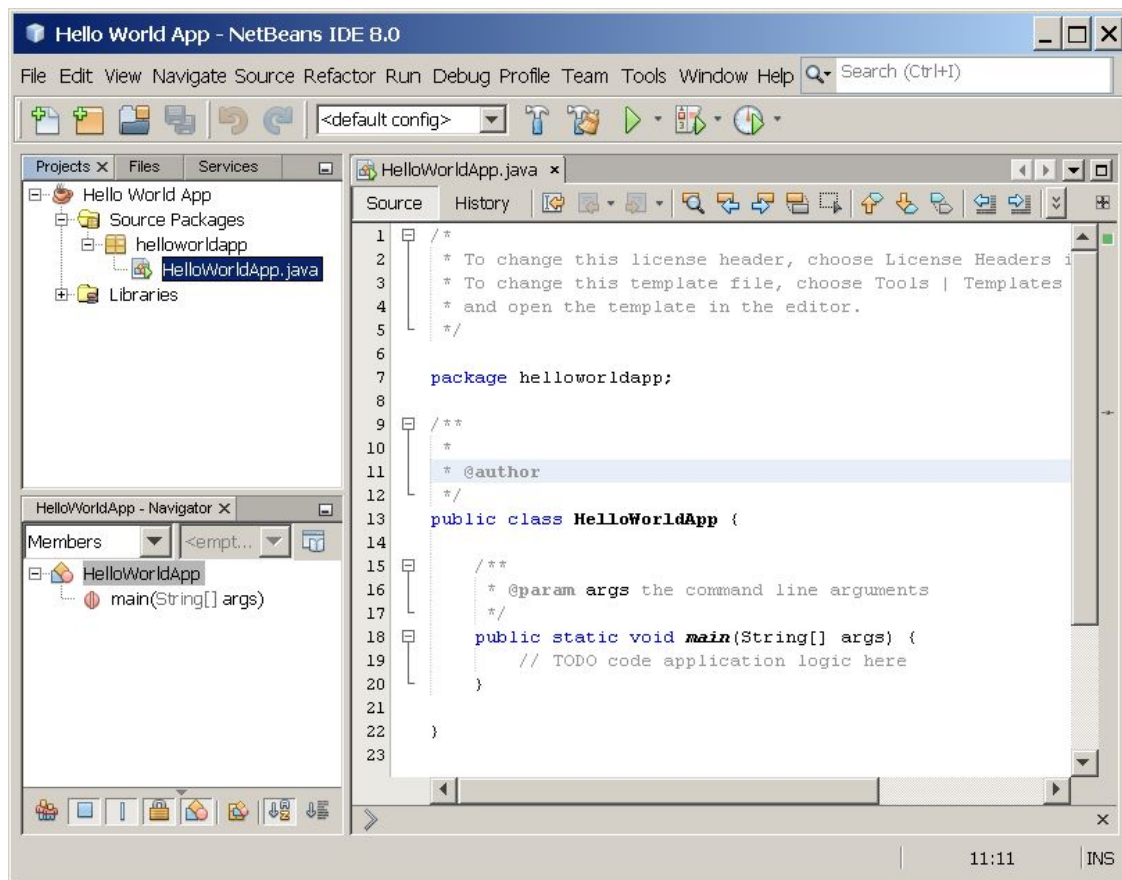 Hello World App - NetBeans IDE 8.0
File Edit View Navigate Source Refactor Run Debug Profile Team Tools Window Help Search (Ctrl+I)
<default config>
Projects Files Services
Hello World App
Source Packages
helloworldapp
HelloWorldApp.java
Libraries
HelloWorldApp - Navigator
Members <empt...
HelloWorldApp
main(String[] args)
HelloWorldApp.java
Source History
1 /*
2 * To change this license header, choose License Headers i
3 * To change this template file, choose Tools | Templates
4 * and open the template in the editor.
5 */
6
7 package helloworldapp;
8
9 /**
10 *
11 * @author
12 */
13 public class HelloWorldApp {
14
15 /**
16 * @param args the command line arguments
17 */
18 public static void main(String[] args) {
19 // TODO code application logic here
20 }
21
22 }
23
11:11 INS